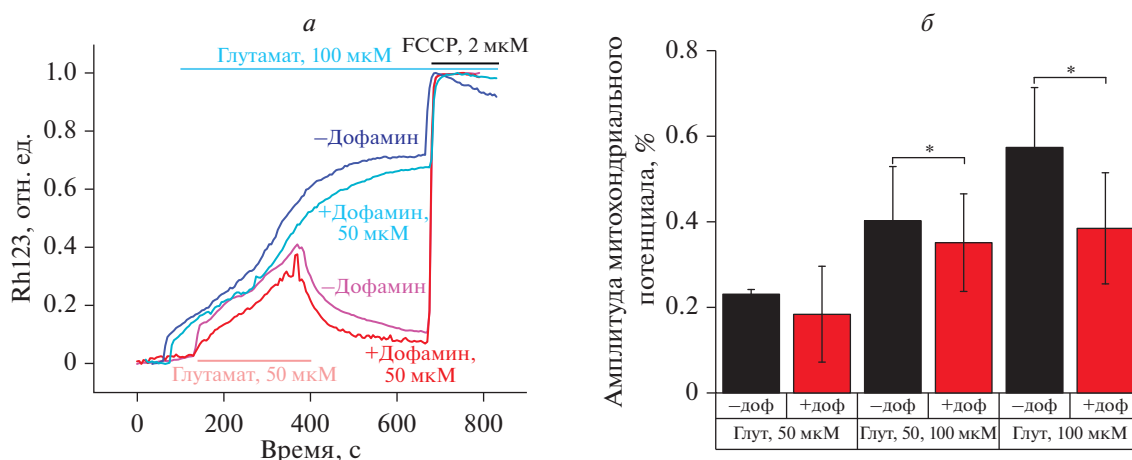 а
Rh123, отн. ед.
1.0
0.8
0.6
0.4
0.2
0
FCCP, 2 мкМ
Глутамат, 100 мкМ
–Дофамин
+Дофамин,
50 мкМ
–Дофамин
+Дофамин,
50 мкМ
Глутамат, 50 мкМ
0
200
400
600
800
Время, с
б
Амплитуда митохондриального
потенциала, %
0.8
0.6
0.4
0.2
0
*
*
–доф
+доф
–доф
+доф
–доф
+доф
Глут, 50 мкМ
Глут, 50, 100 мкМ
Глут, 100 мкМ